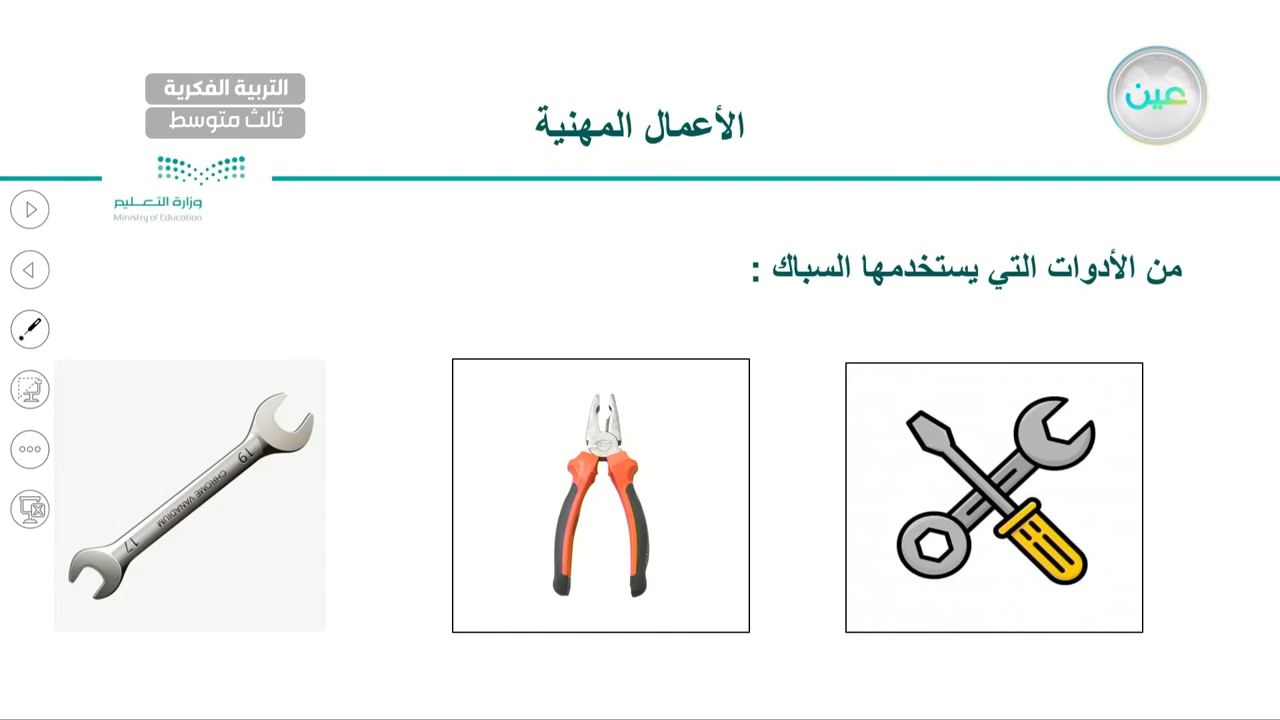 عين
الأعمال المهنية
التربية الفكرية
ثالث متوسط
وزارة التعليم
Ministry of Education
من الأدوات التي يستخدمها السباك :
19
CHROME VANADIUM
17